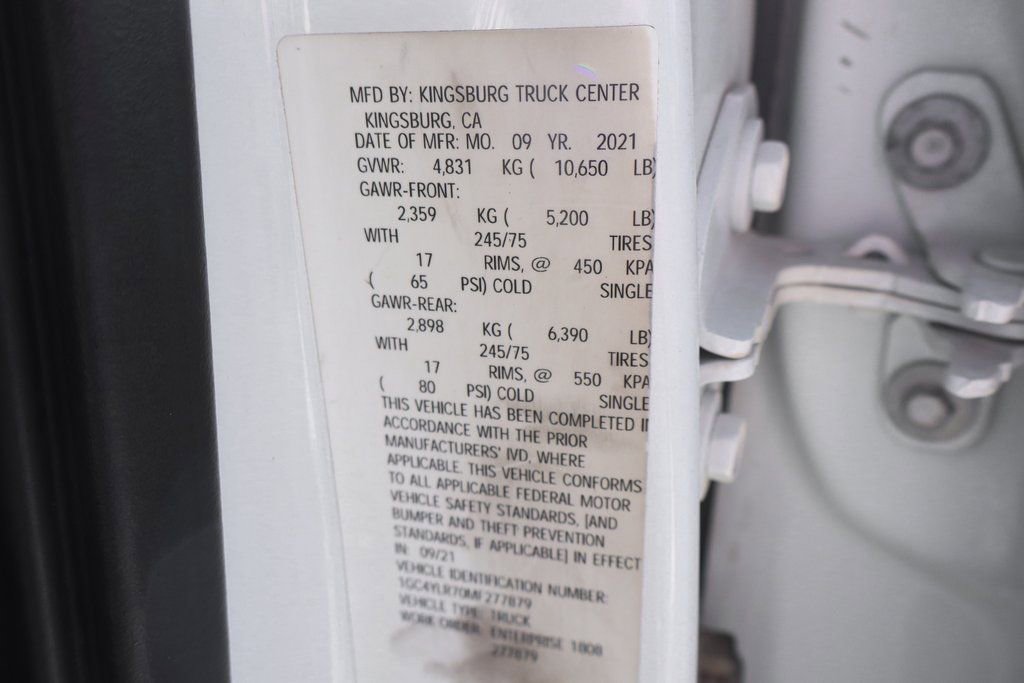 MFD BY: KINGSBURG TRUCK CENTER
KINGSBURG, CA
DATE OF MFR: MO. 09 YR. 2021
GVWR: 4,831 KG ( 10,650 LB)
GAWR-FRONT:
2,359 KG ( 5,200 LB)
WITH 245/75 TIRES
17 RIMS, @ 450 KPA
( 65 PSI) COLD SINGLE
GAWR-REAR:
2,898 KG ( 6,390 LB)
WITH 245/75 TIRES
17 RIMS, @ 550 KPA
( 80 PSI) COLD SINGLE
THIS VEHICLE HAS BEEN COMPLETED I
ACCORDANCE WITH THE PRIOR
MANUFACTURERS' IVD, WHERE
APPLICABLE. THIS VEHICLE CONFORMS
TO ALL APPLICABLE FEDERAL MOTOR
VEHICLE SAFETY STANDARDS, [AND
BUMPER AND THEFT PREVENTION
STANDARDS, IF APPLICABLE] IN EFFECT
IN: 09/21
VEHICLE IDENTIFICATION NUMBER:
1GC4YLR70MF277879
VEHICLE TYPE: TRUCK
WORK ORDER: ENTERPRISE 1808
277879